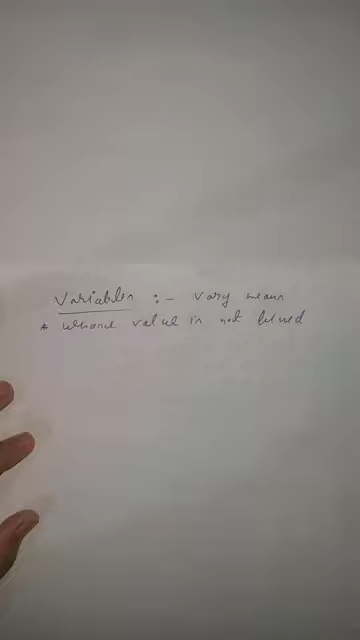 Variables :- vary means
* whose value is not fixed